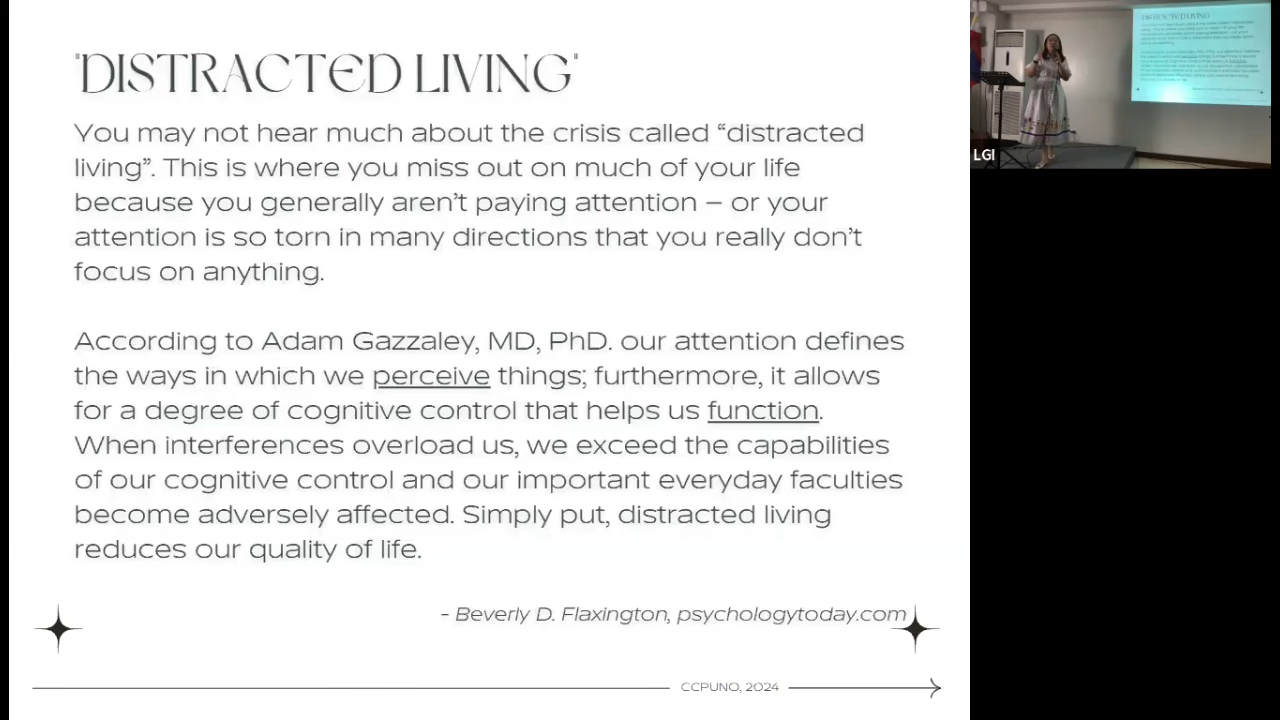 "DISTRACTED LIVING"
You may not hear much about the crisis called “distracted
living”. This is where you miss out on much of your life
because you generally aren’t paying attention – or your
attention is so torn in many directions that you really don’t
focus on anything.
According to Adam Gazzaley, MD, PhD. our attention defines
the ways in which we perceive things; furthermore, it allows
for a degree of cognitive control that helps us function.
When interferences overload us, we exceed the capabilities
of our cognitive control and our important everyday faculties
become adversely affected. Simply put, distracted living
reduces our quality of life.
- Beverly D. Flaxington, psychologytoday.com
CCPUNO, 2024
DISTRACTED LIVING
LGI